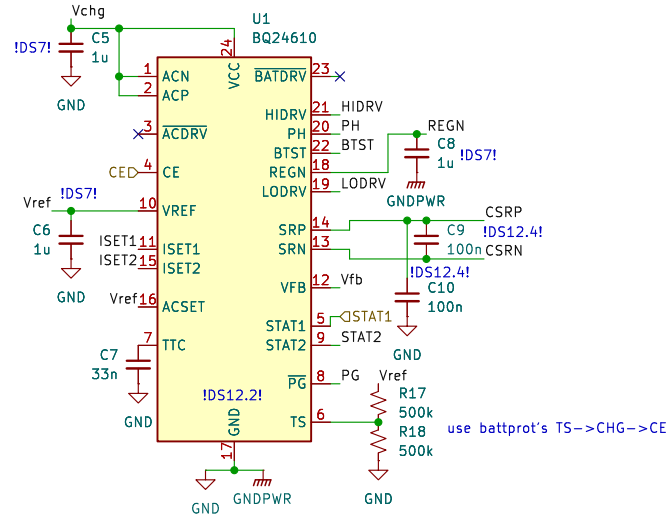 Vchg
U1
BQ24610
!DS7!
C5
1u
GND
24
VCC
1
ACN
2
ACP
3
ACDRV
4
CE
CE
BATDRV
23
HIDRV
21
HIDRV
PH
20
PH
BTST
22
BTST
REGN
18
REGN
C8
1u
!DS7!
GNDPWR
LODRV
19
LODRV
Vref
!DS7!
10
VREF
C6
1u
GND
SRP
14
CSRP
C9
100n
!DS12.4!
SRN
13
CSRN
!DS12.4!
C10
100n
GND
ISET1
11
ISET1
ISET2
15
ISET2
VFB
12
Vfb
Vref
16
ACSET
STAT1
5
STAT1
STAT2
9
STAT2
7
TTC
C7
33n
GND
PG
8
PG
Vref
R17
500k
!DS12.2!
TS
6
R18
500k
GND
use battprot's TS->CHG->CE
GND
17
GND
GNDPWR